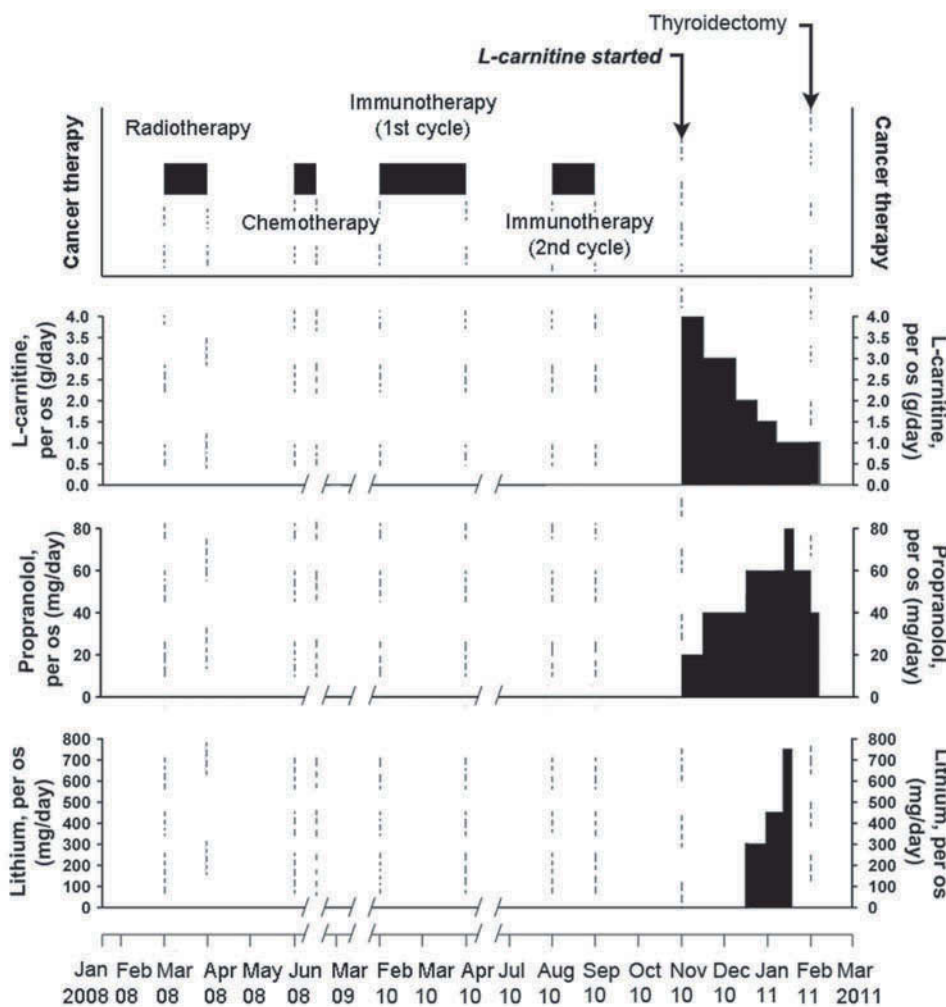 Thyroidectomy
L-carnitine started
Cancer therapy
Radiotherapy
Chemotherapy
Immunotherapy
(1st cycle)
Immunotherapy
(2nd cycle)
Cancer therapy
L-carnitine,
per os (g/day)
4.0
3.5
3.0
2.5
2.0
1.5
1.0
0.5
0.0
4.0
3.5
3.0
2.5
2.0
1.5
1.0
0.5
0.0
L-carnitine,
per os (g/day)
Propranolol,
per os (mg/day)
80
60
40
20
0
80
60
40
20
0
Propranolol,
per os (mg/day)
Lithium, per os
(mg/day)
800
700
600
500
400
300
200
100
0
800
700
600
500
400
300
200
100
0
Lithium, per os
(mg/day)
Jan Feb Mar Apr May Jun Mar Feb Mar Apr Jul Aug Sep Oct Nov Dec Jan Feb Mar
2008 08 08 08 08 08 09 10 10 10 10 10 10 10 10 10 11 11 2011